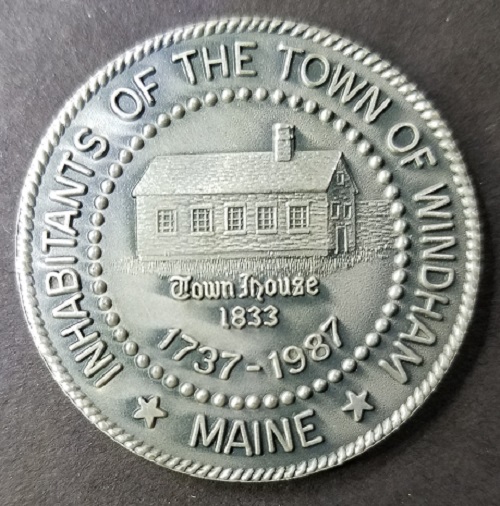 INHABITANTS OF THE TOWN OF WINDHAM
MAINE
Town House
1833
1737-1987